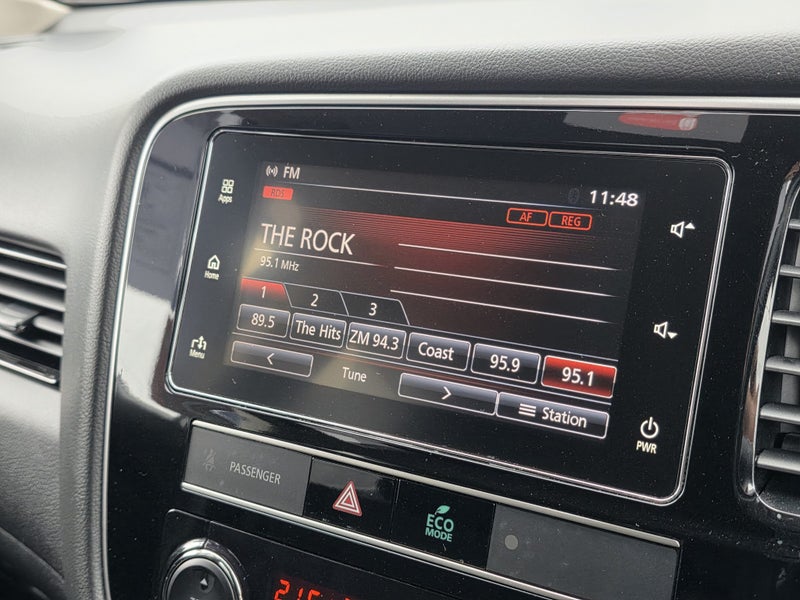 FM
11:48
RDS
AF REG
THE ROCK
95.1 MHz
1 2 3
89.5 The Hits ZM 94.3 Coast 95.9 95.1
< Tune > Station
Apps
Home
Menu
PWR
PASSENGER
ECO
MODE